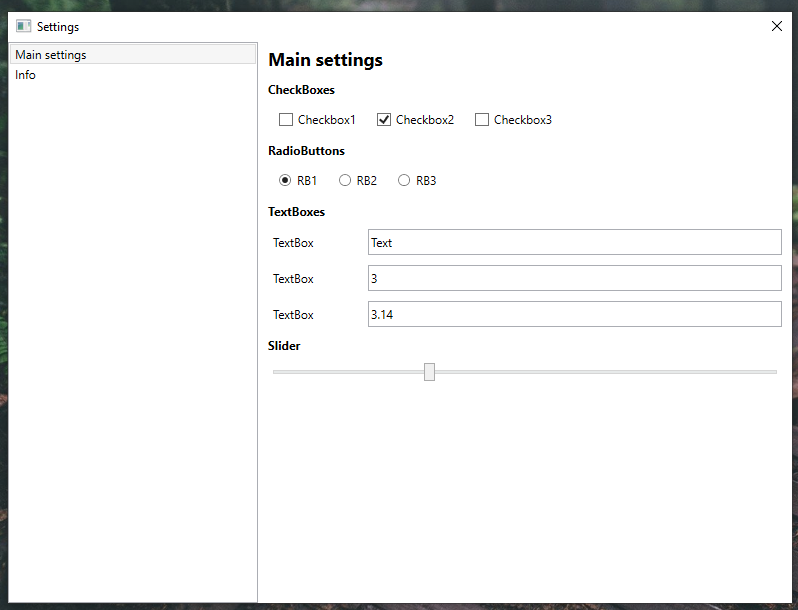 Settings
Main settings
Info
Main settings
CheckBoxes
Checkbox1 Checkbox2 Checkbox3
RadioButtons
RB1 RB2 RB3
TextBoxes
TextBox Text
TextBox 3
TextBox 3.14
Slider